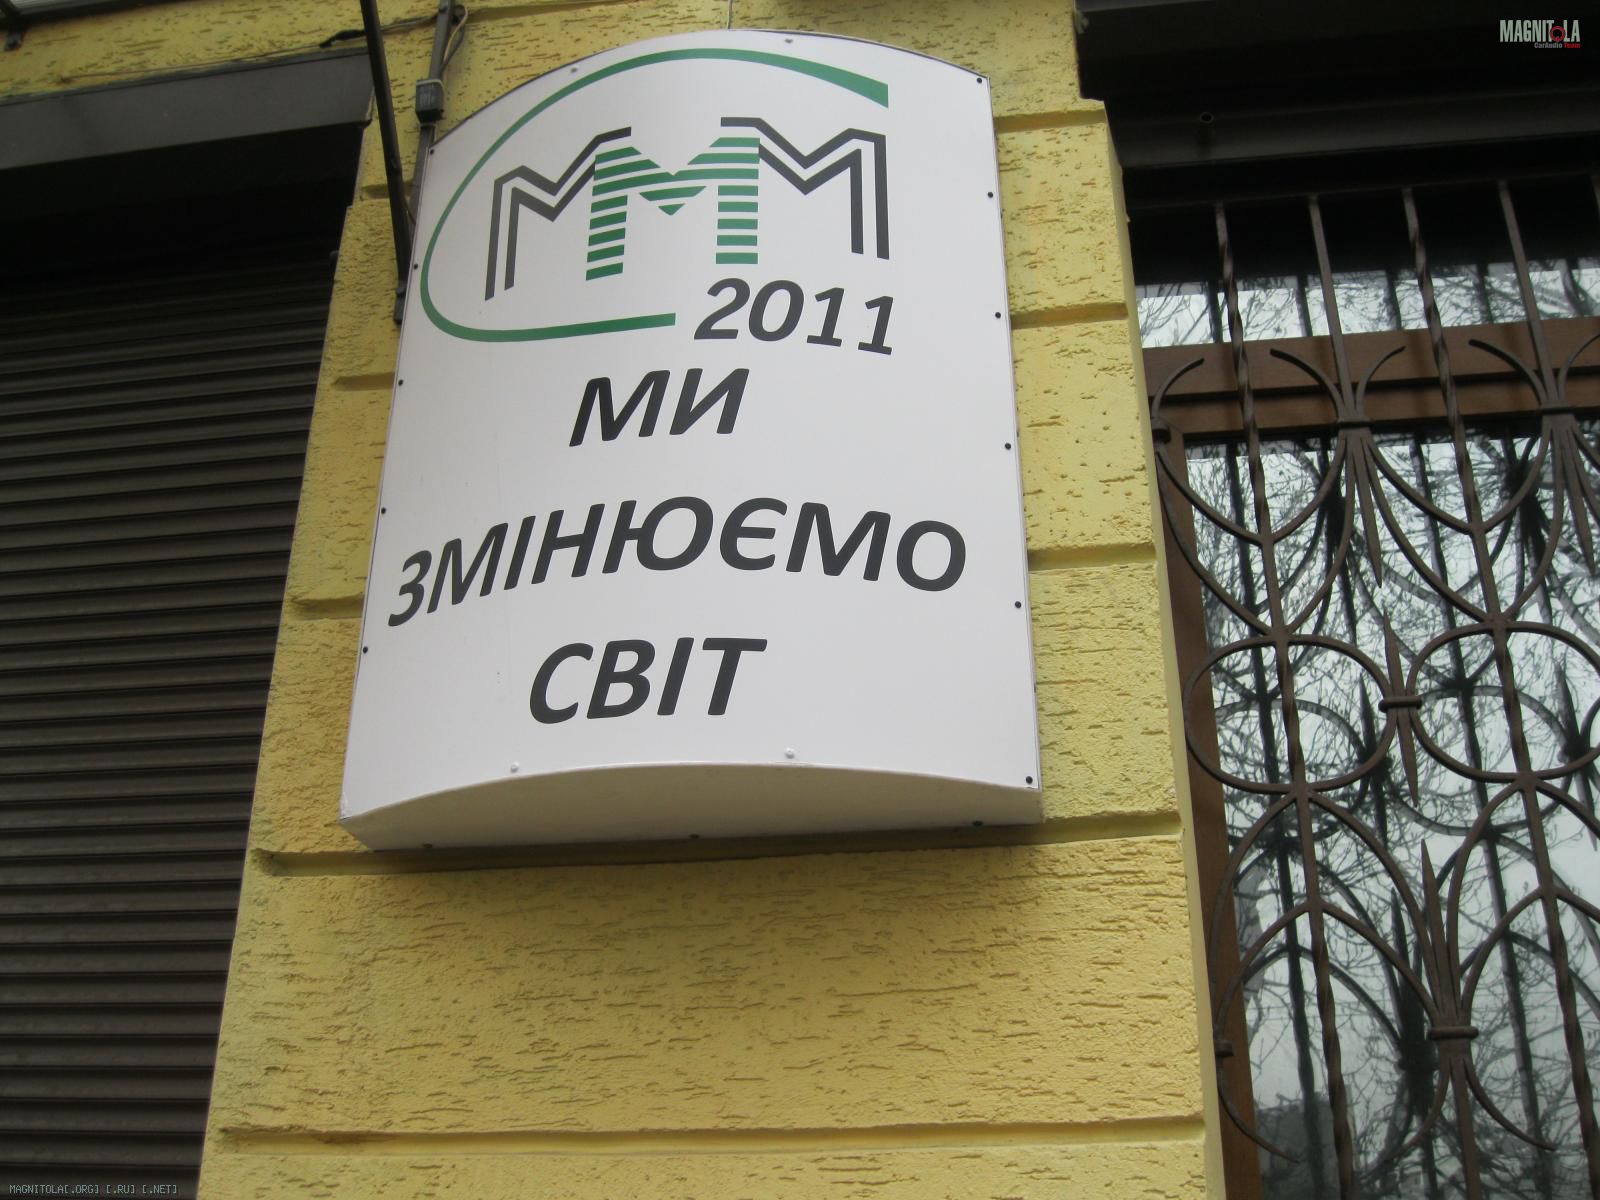 MAGNITOLA
CarAudio Team
МММ
2011
МИ
ЗМІНЮЄМО
СВІТ
MAGNITOLA[.ORG] [.RU] [.NET]